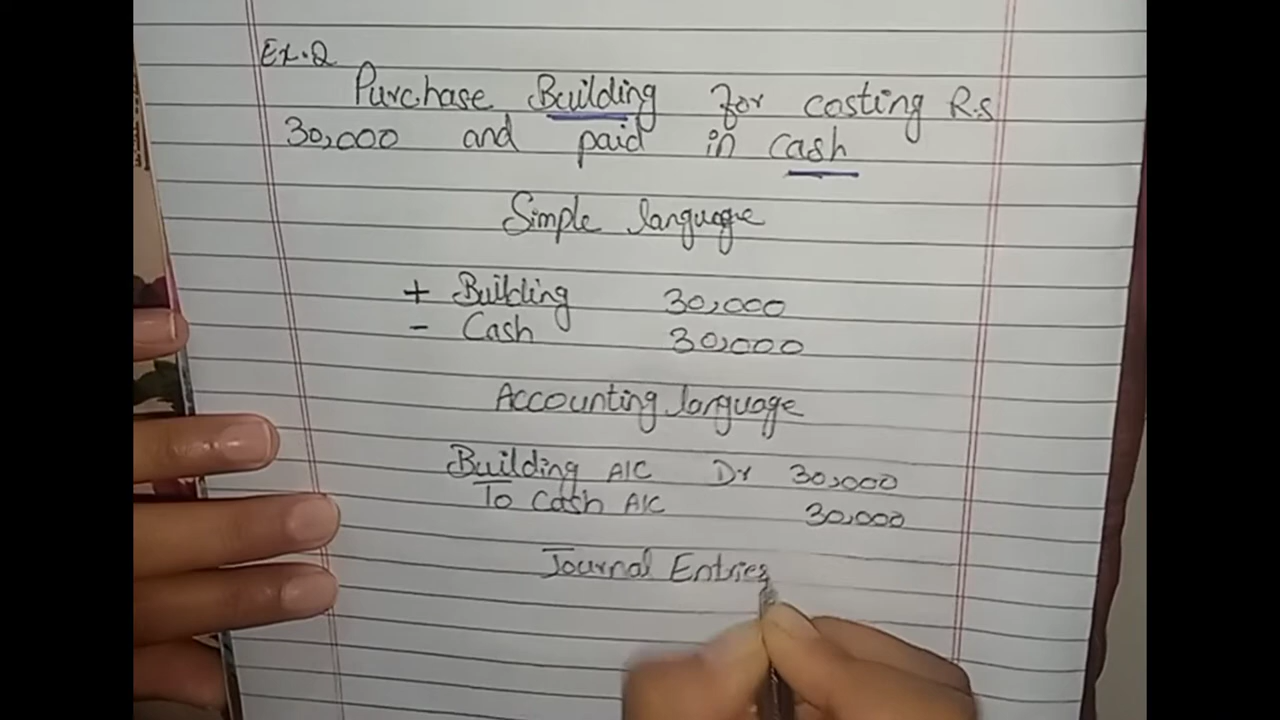 Ex.2
Purchase Building for costing R.s
30,000 and paid in cash
Simple language
+ Building 30,000
- Cash 30,000
Accounting language
Building A/C Dr 30,000
To Cash A/C 30,000
Journal Entries